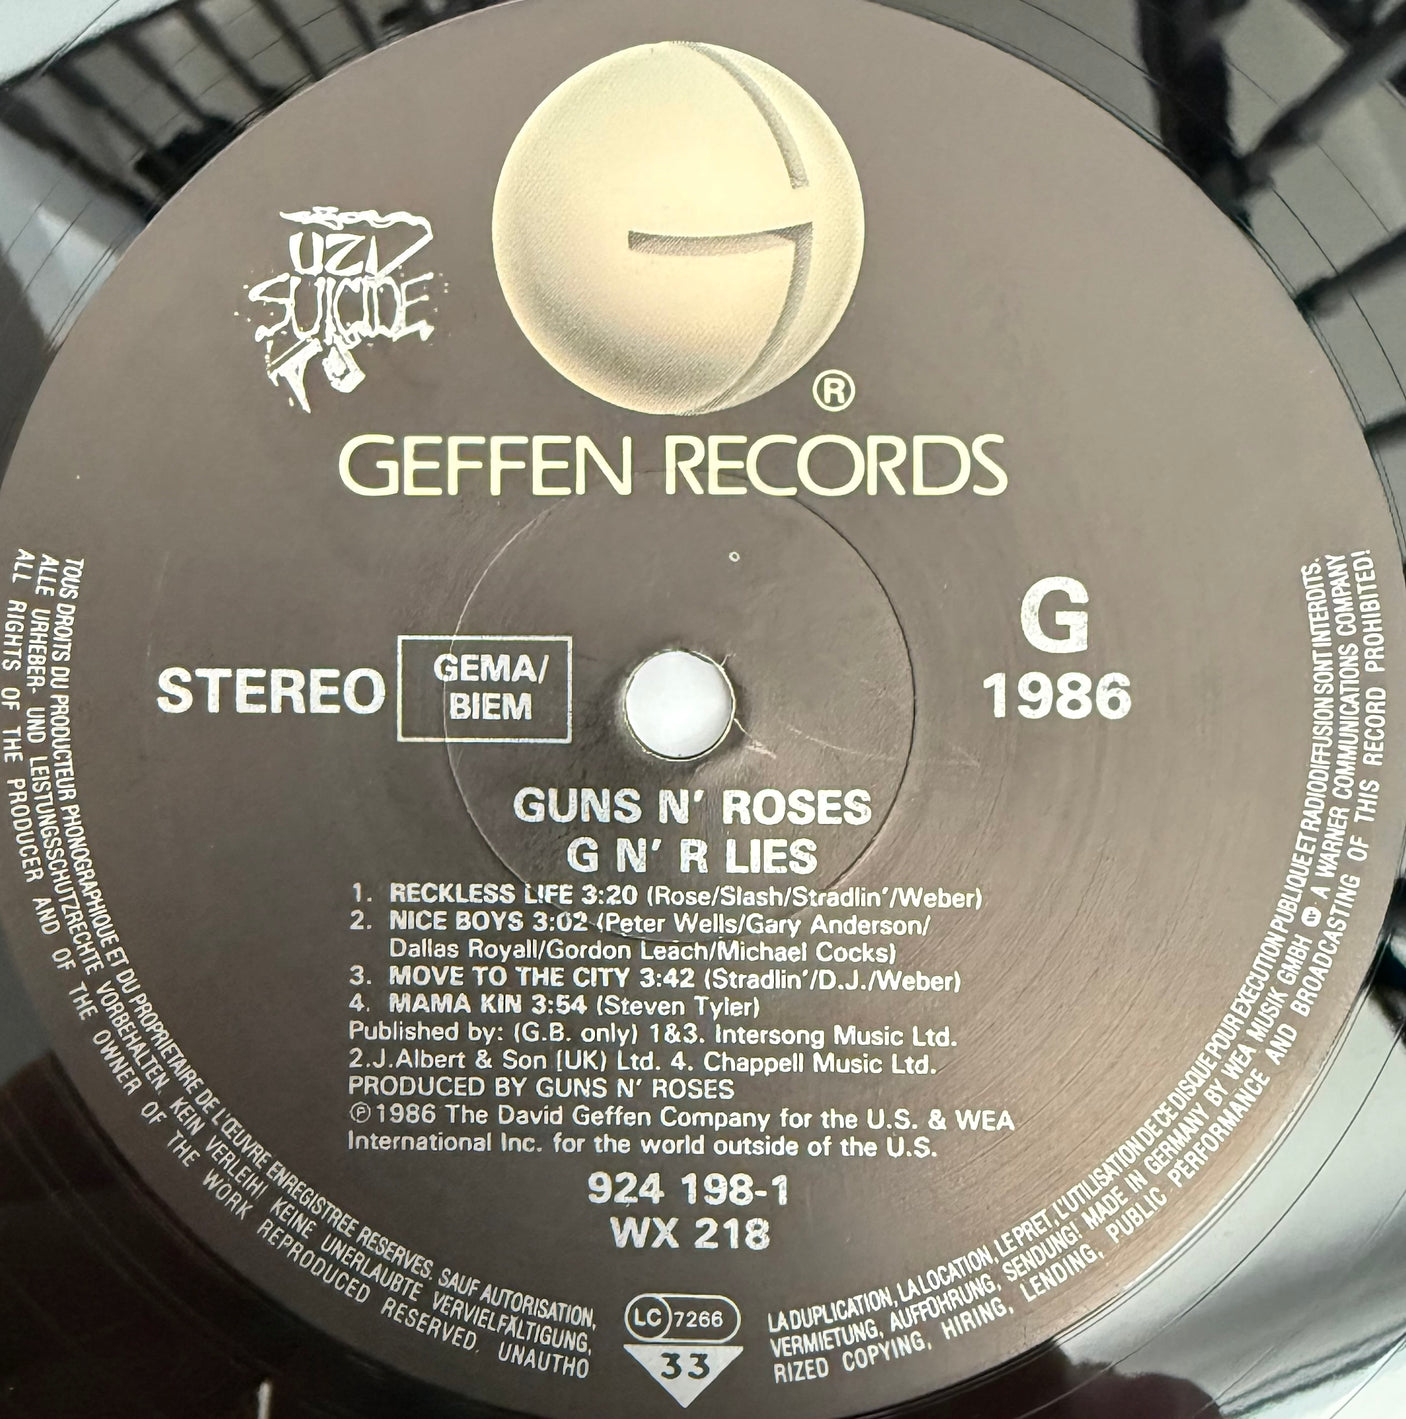 UZI
SUICIDE
®
GEFFEN RECORDS
G
1986
STEREO
GEMA/
BIEM
GUNS N' ROSES
G N' R LIES
1. RECKLESS LIFE 3:20 (Rose/Slash/Stradlin'/Weber)
2. NICE BOYS 3:02 (Peter Wells/Gary Anderson/
Dallas Royall/Gordon Leach/Michael Cocks)
3. MOVE TO THE CITY 3:42 (Stradlin'/D.J./Weber)
4. MAMA KIN 3:54 (Steven Tyler)
Published by: (G.B. only) 1&3. Intersong Music Ltd.
2.J.Albert & Son (UK) Ltd. 4. Chappell Music Ltd.
PRODUCED BY GUNS N' ROSES
℗1986 The David Geffen Company for the U.S. & WEA
International Inc. for the world outside of the U.S.
924 198-1
WX 218
LC 7266
33
TOUS DROITS DU PRODUCTEUR PHONOGRAPHIQUE ET DU PROPRIETAIRE DE L'ŒUVRE ENREGISTREE RESERVES. SAUF AUTORISATION, LA DUPLICATION, LA LOCATION, LE PRET, L'UTILISATION DE CE DISQUE POUR EXECUTION PUBLIQUE ET RADIODIFFUSION SONT INTERDITS.
ALLE URHEBER- UND LEISTUNGSSCHUTZRECHTE VORBEHALTEN. KEIN VERLEIH! KEINE UNERLAUBTE VERVIELFÄLTIGUNG, VERMIETUNG, AUFFÜHRUNG, SENDUNG! MADE IN GERMANY BY WEA MUSIK GMBH · A WARNER COMMUNICATIONS COMPANY
ALL RIGHTS OF THE PRODUCER AND OF THE OWNER OF THE WORK REPRODUCED RESERVED. UNAUTHORIZED COPYING, HIRING, LENDING, PUBLIC PERFORMANCE AND BROADCASTING OF THIS RECORD PROHIBITED!